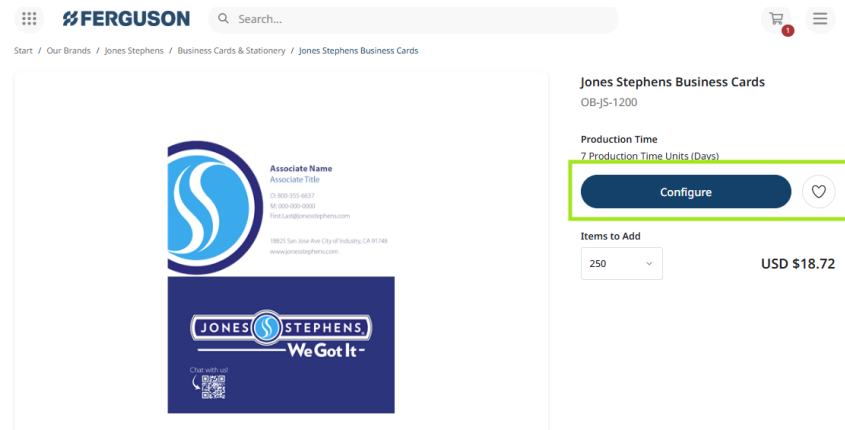 FERGUSON
Search...
1
Start / Our Brands / Jones Stephens / Business Cards & Stationery / Jones Stephens Business Cards
Jones Stephens Business Cards
OB-JS-1200
Production Time
7 Production Time Units (Days)
Configure
Items to Add
250
USD $18.72
Associate Name
Associate Title
O: 800-355-6637
M: 000-000-0000
First.Last@jonesstephens.com
18825 San Jose Ave City of Industry, CA 91748
www.jonesstephens.com
JONES STEPHENS
We Got It
Chat with us!